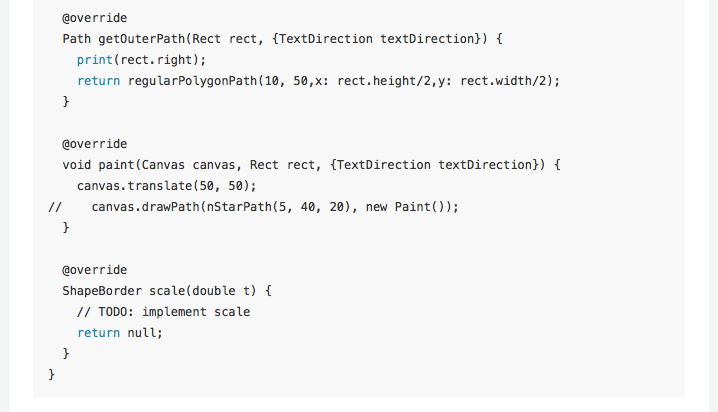 @override
Path getOuterPath(Rect rect, {TextDirection textDirection}) {
print(rect.right);
return regularPolygonPath(10, 50,x: rect.height/2,y: rect.width/2);
}
@override
void paint(Canvas canvas, Rect rect, {TextDirection textDirection}) {
canvas.translate(50, 50);
// canvas.drawPath(nStarPath(5, 40, 20), new Paint());
}
@override
ShapeBorder scale(double t) {
// TODO: implement scale
return null;
}
}